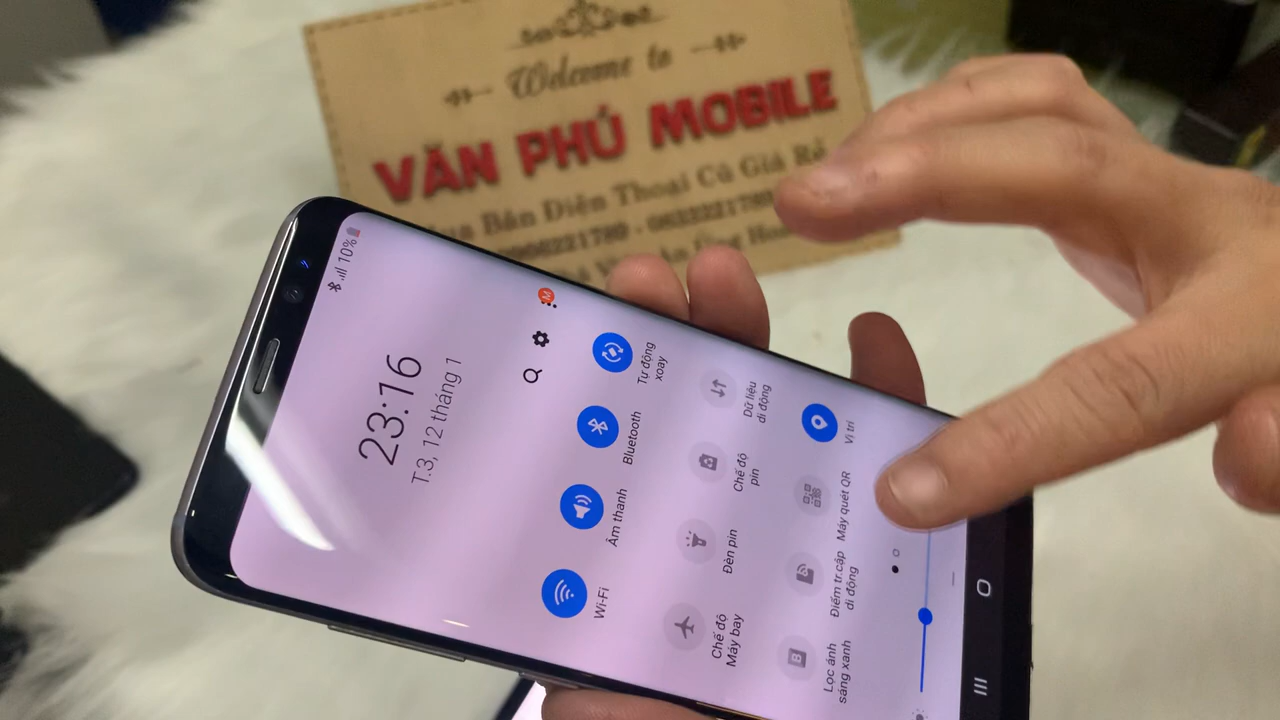 Welcome to
VĂN PHÚ MOBILE
Bán Điện Thoại Cũ Giá Rẻ
10%
23:16
T.3, 12 tháng 1
Wi-Fi
Âm thanh
Bluetooth
Tự động
xoay
Chế độ
Máy bay
Đèn pin
Chế độ
pin
Dữ liệu
di động
Lọc ánh
sáng xanh
Điểm tr.cập
di động
Máy quét QR
Vị trí